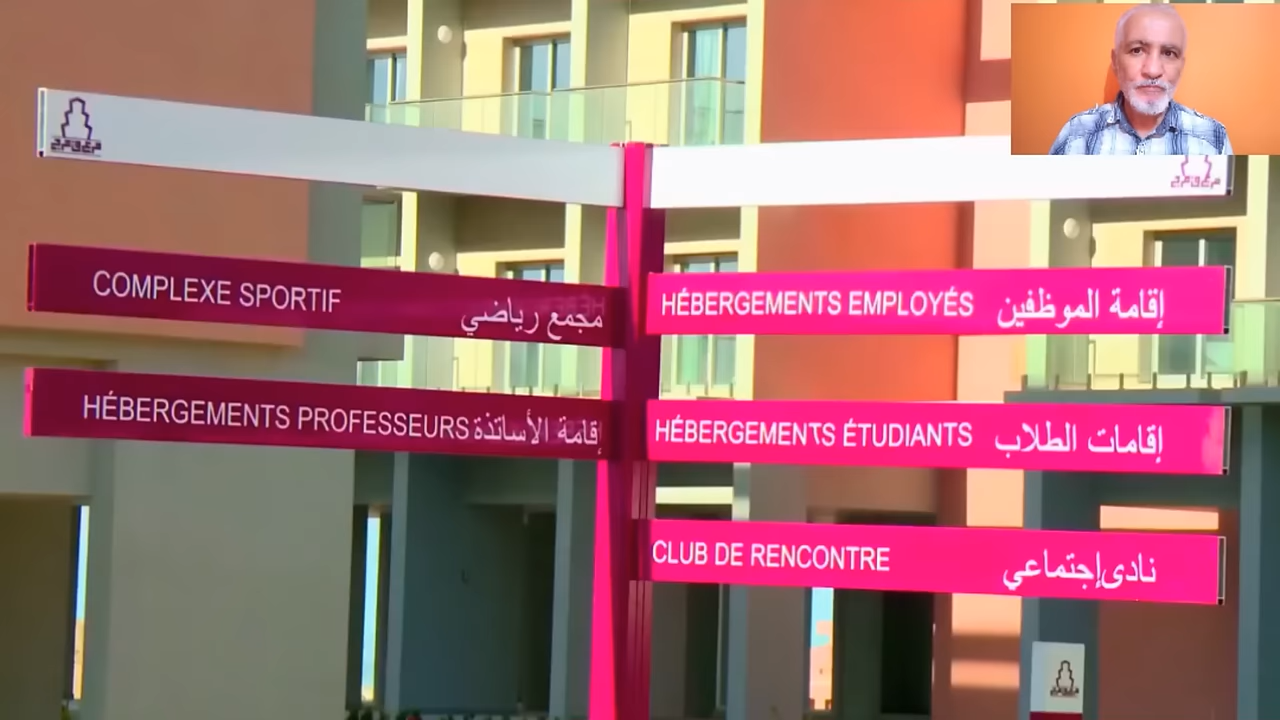 COMPLEXE SPORTIF مجمع رياضي
HÉBERGEMENTS PROFESSEURS إقامة الأساتذة
HÉBERGEMENTS EMPLOYÉS إقامة الموظفين
HÉBERGEMENTS ÉTUDIANTS إقامات الطلاب
CLUB DE RENCONTRE نادى إجتماعي